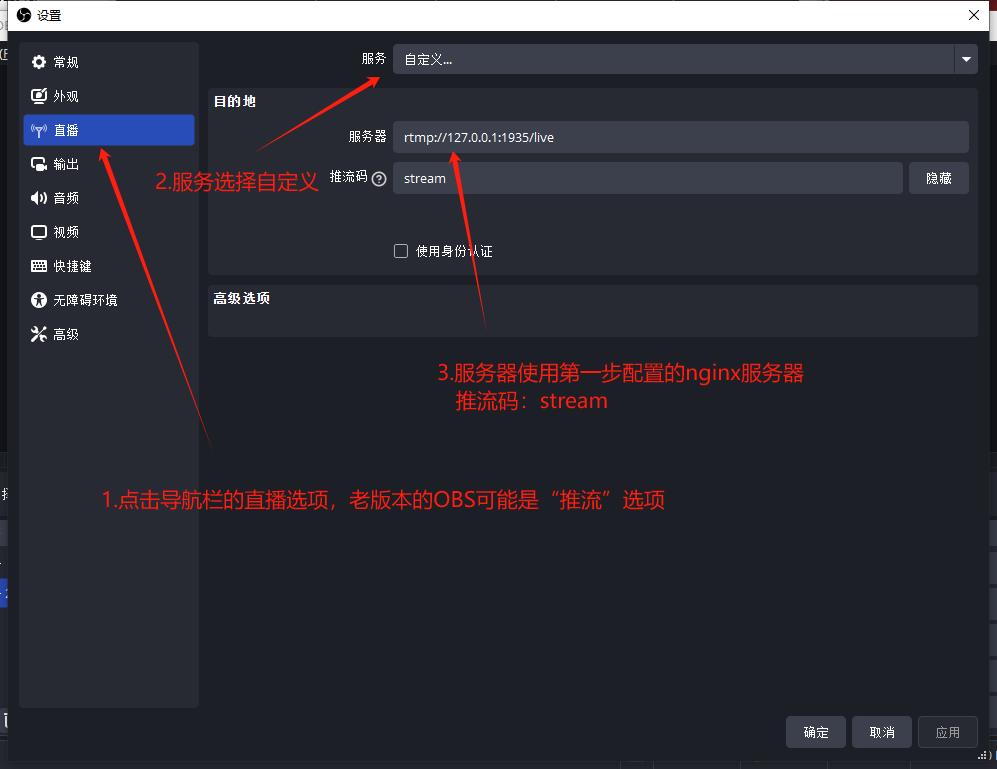 设置
常规
外观
直播
输出
音频
视频
快捷键
无障碍环境
高级
服务
自定义...
目的地
服务器
rtmp://127.0.0.1:1935/live
推流码
stream
隐藏
使用身份认证
高级选项
2.服务选择自定义
3.服务器使用第一步配置的nginx服务器
推流码：stream
1.点击导航栏的直播选项，老版本的OBS可能是“推流”选项
确定
取消
应用